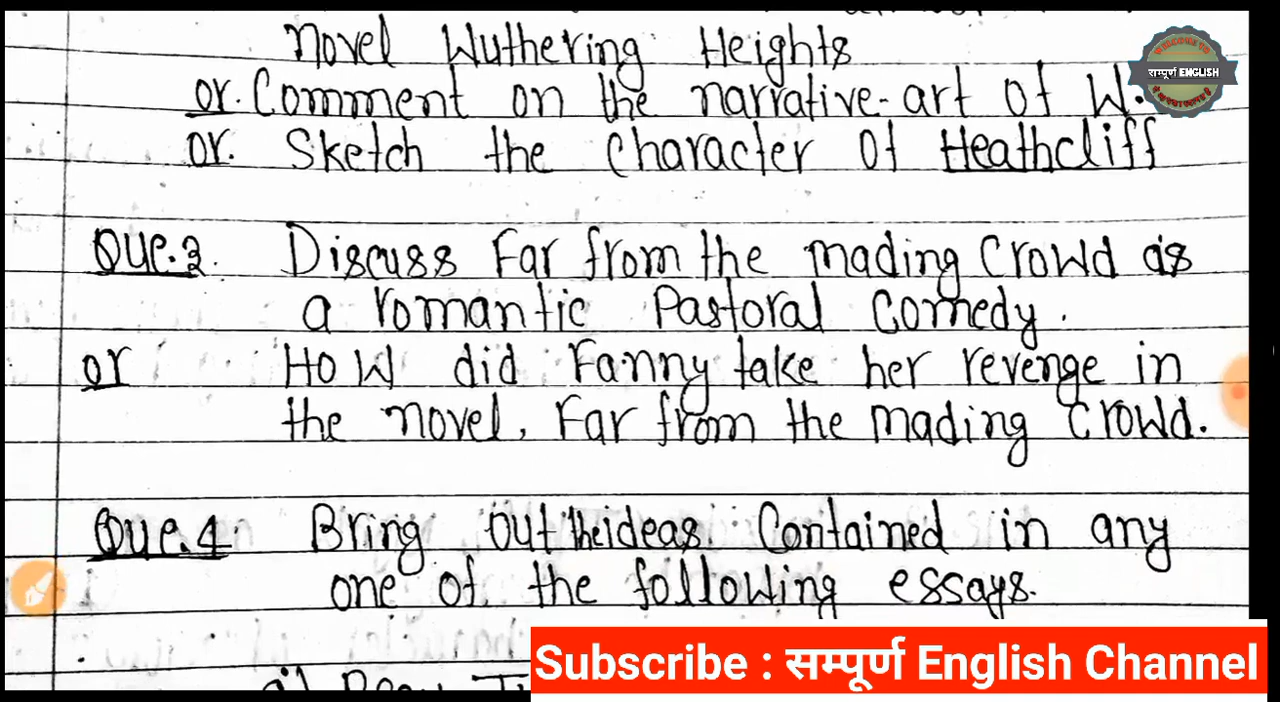 novel Wuthering Heights
or. Comment on the narrative-art of W.
or. Sketch the Character of Heathcliff
Que.3. Discuss Far from the mading Crowd as
a romantic Pastoral Comedy.
or How did Fanny take her revenge in
the novel, Far from the mading Crowd.
Que.4. Bring out the ideas Contained in any
one of the following essays.
सम्पूर्ण ENGLISH
Subscribe : सम्पूर्ण English Channel